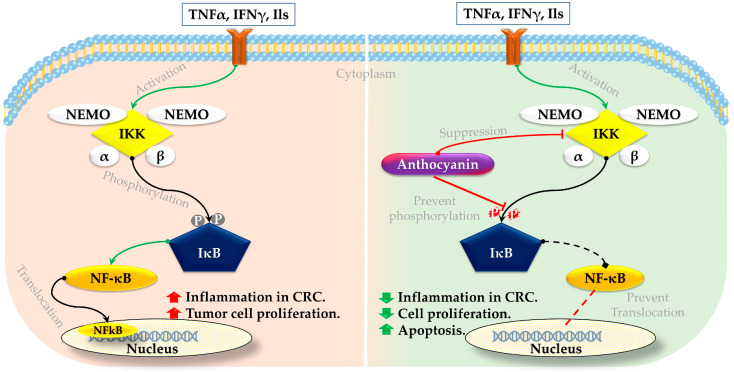 TNFα, IFNγ, Ils
Activation
Cytoplasm
NEMO
NEMO
IKK
α
β
Phosphorylation
P
P
IκB
NF-κB
Translocation
Inflammation in CRC.
Tumor cell proliferation.
NFkB
Nucleus
TNFα, IFNγ, Ils
Activation
NEMO
NEMO
IKK
α
β
Suppression
Anthocyanin
Prevent
phosphorylation
P
P
IκB
NF-κB
Prevent
Translocation
Inflammation in CRC.
Cell proliferation.
Apoptosis.
Nucleus